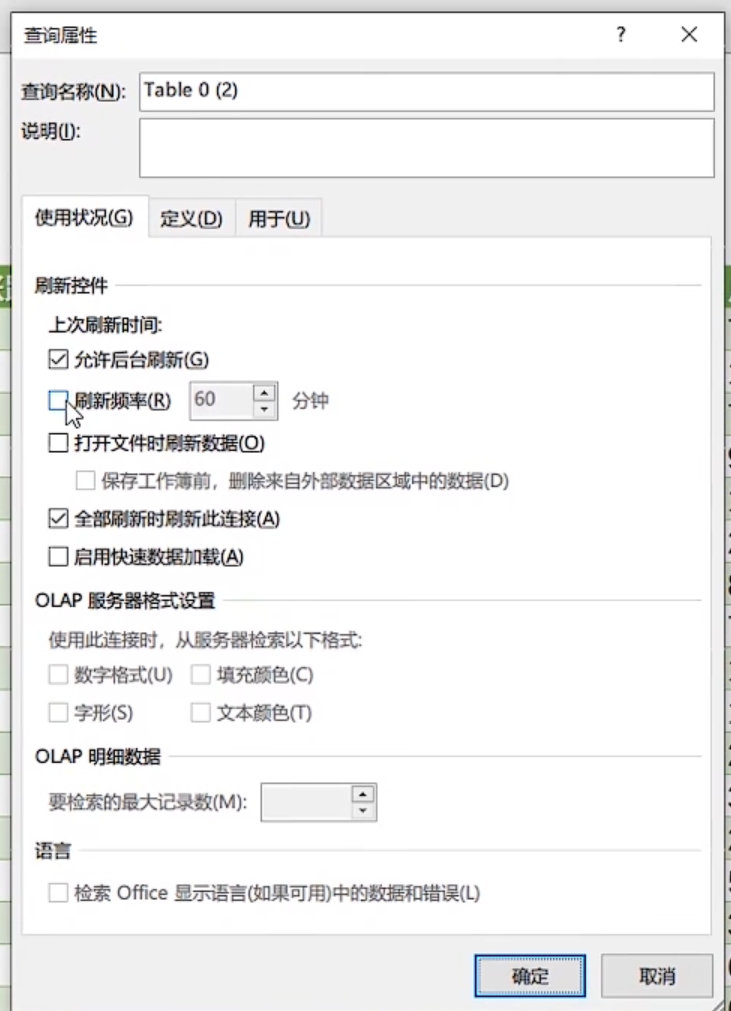 查询属性 ?
查询名称(N): Table 0 (2)
说明(I):
使用状况(G) 定义(D) 用于(U)
刷新控件
上次刷新时间:
允许后台刷新(G)
刷新频率(R) 60 分钟
打开文件时刷新数据(O)
保存工作簿前，删除来自外部数据区域中的数据(D)
全部刷新时刷新此连接(A)
启用快速数据加载(A)
OLAP 服务器格式设置
使用此连接时，从服务器检索以下格式:
数字格式(U) 填充颜色(C)
字形(S) 文本颜色(T)
OLAP 明细数据
要检索的最大记录数(M):
语言
检索 Office 显示语言(如果可用)中的数据和错误(L)
确定 取消